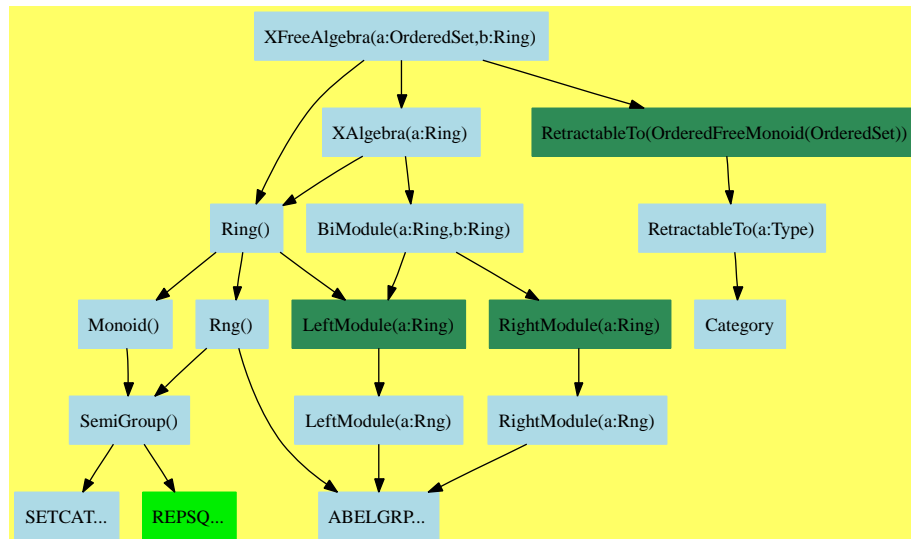 XFreeAlgebra(a:OrderedSet,b:Ring)
XAlgebra(a:Ring)
RetractableTo(OrderedFreeMonoid(OrderedSet))
Ring()
BiModule(a:Ring,b:Ring)
RetractableTo(a:Type)
Monoid()
Rng()
LeftModule(a:Ring)
RightModule(a:Ring)
Category
SemiGroup()
LeftModule(a:Rng)
RightModule(a:Rng)
SETCAT...
REPSQ...
ABELGRP...